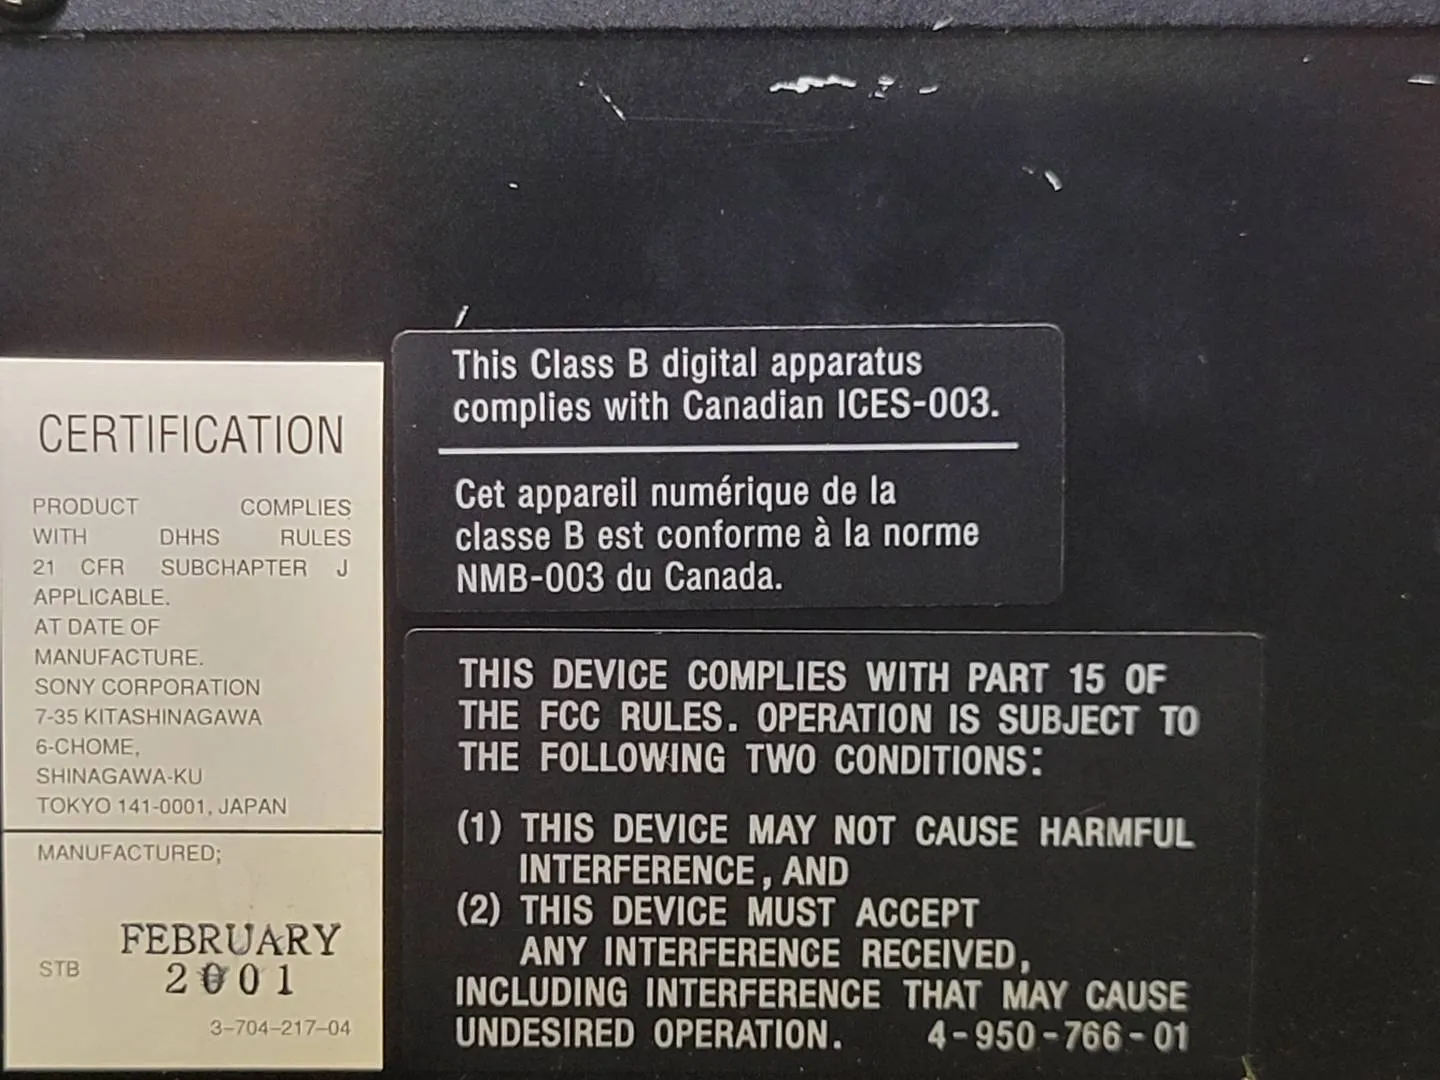 CERTIFICATION
PRODUCT COMPLIES
WITH DHHS RULES
21 CFR SUBCHAPTER J
APPLICABLE.
AT DATE OF
MANUFACTURE.
SONY CORPORATION
7-35 KITASHINAGAWA
6-CHOME,
SHINAGAWA-KU
TOKYO 141-0001, JAPAN
MANUFACTURED;
FEBRUARY
STB 2001
3-704-217-04
This Class B digital apparatus
complies with Canadian ICES-003.
Cet appareil numérique de la
classe B est conforme à la norme
NMB-003 du Canada.
THIS DEVICE COMPLIES WITH PART 15 OF
THE FCC RULES. OPERATION IS SUBJECT TO
THE FOLLOWING TWO CONDITIONS:
(1) THIS DEVICE MAY NOT CAUSE HARMFUL
INTERFERENCE, AND
(2) THIS DEVICE MUST ACCEPT
ANY INTERFERENCE RECEIVED,
INCLUDING INTERFERENCE THAT MAY CAUSE
UNDESIRED OPERATION. 4-950-766-01